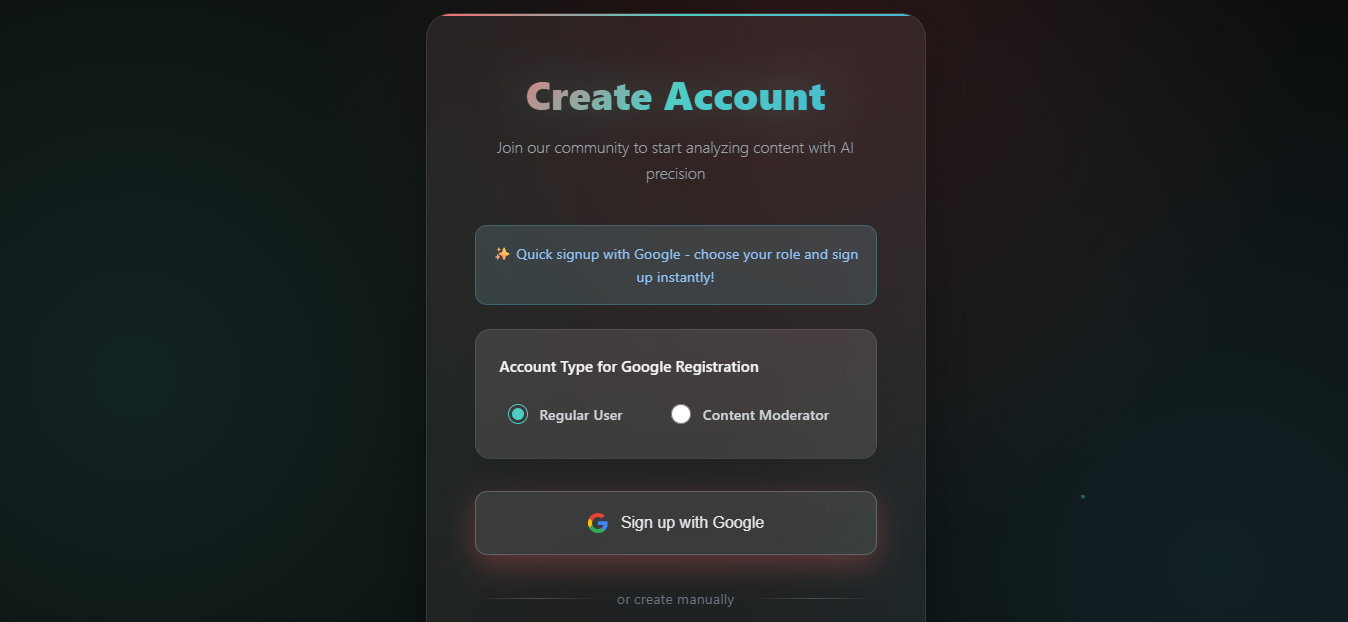 Create Account
Join our community to start analyzing content with AI
precision
✨ Quick signup with Google - choose your role and sign
up instantly!
Account Type for Google Registration
Regular User
Content Moderator
Sign up with Google
or create manually